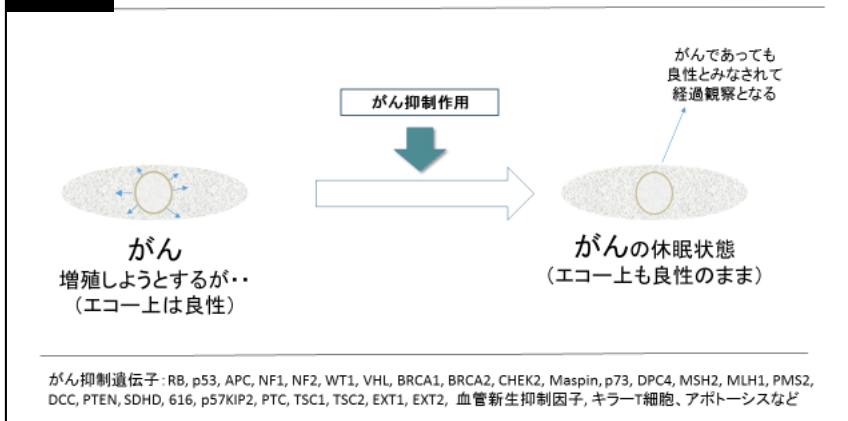 がんであっても
良性とみなされて
経過観察となる
がん抑制作用
がん
増殖しようとするが・・
（エコー上は良性）
がんの休眠状態
（エコー上も良性のまま）
がん抑制遺伝子：RB, p53, APC, NF1, NF2, WT1, VHL, BRCA1, BRCA2, CHEK2, Maspin, p73, DPC4, MSH2, MLH1, PMS2,
DCC, PTEN, SDHD, 616, p57KIP2, PTC, TSC1, TSC2, EXT1, EXT2, 血管新生抑制因子, キラーT細胞、アポトーシスなど